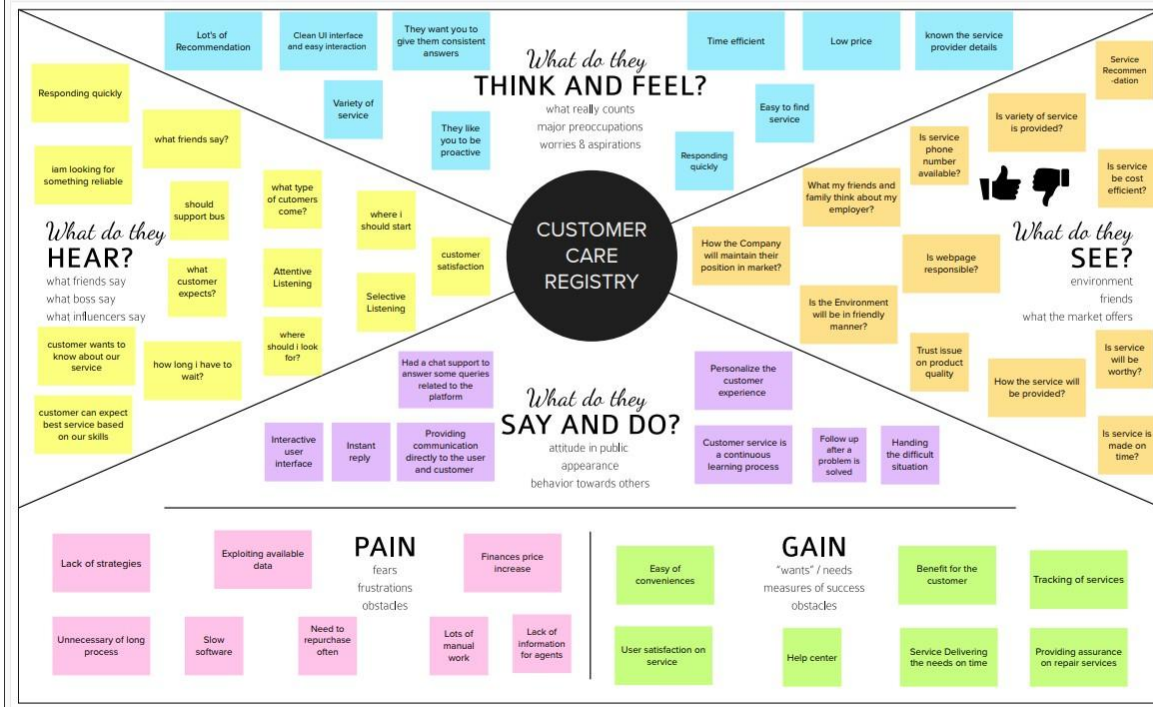 Lot's of
Recommendation
Clean UI interface
and easy interaction
They want you to
give them consistent
answers
Variety of
service
They like
you to be
proactive
What do they
THINK AND FEEL?
what really counts
major preoccupations
worries & aspirations
Time efficient
Low price
known the service
provider details
Easy to find
service
Responding
quickly
Responding quickly
what friends say?
iam looking for
something reliable
should
support bus
what type
of cutomers
come?
where i
should start
What do they
HEAR?
what friends say
what boss say
what influencers say
what
customer
expects?
Attentive
Listening
customer
satisfaction
Selective
Listening
customer wants to
know about our
service
how long i have to
wait?
where
should i look
for?
customer can expect
best service based
on our skills
CUSTOMER
CARE
REGISTRY
Service
Recommen
-dation
Is variety of service
is provided?
Is service
phone
number
available?
Is service
be cost
efficient?
What my friends and
family think about my
employer?
How the Company
will maintain their
position in market?
Is webpage
responsible?
What do they
SEE?
environment
friends
what the market offers
Is the Environment
will be in friendly
manner?
Trust issue
on product
quality
How the service will
be provided?
Is service
will be
worthy?
Is service is
made on
time?
Had a chat support to
answer some queries
related to the
platform
Interactive
user
interface
Instant
reply
Providing
communication
directly to the user
and customer
What do they
SAY AND DO?
attitude in public
appearance
behavior towards others
Personalize the
customer
experience
Customer service is
a continuous
learning process
Follow up
after a
problem is
solved
Handing
the difficult
situation
PAIN
fears
frustrations
obstacles
Lack of strategies
Exploiting available
data
Finances price
increase
Unnecessary of long
process
Slow
software
Need to
repurchase
often
Lots of
manual
work
Lack of
information
for agents
GAIN
"wants" / needs
measures of success
obstacles
Easy of
conveniences
Benefit for the
customer
Tracking of services
User satisfaction on
service
Help center
Service Delivering
the needs on time
Providing assurance
on repair services